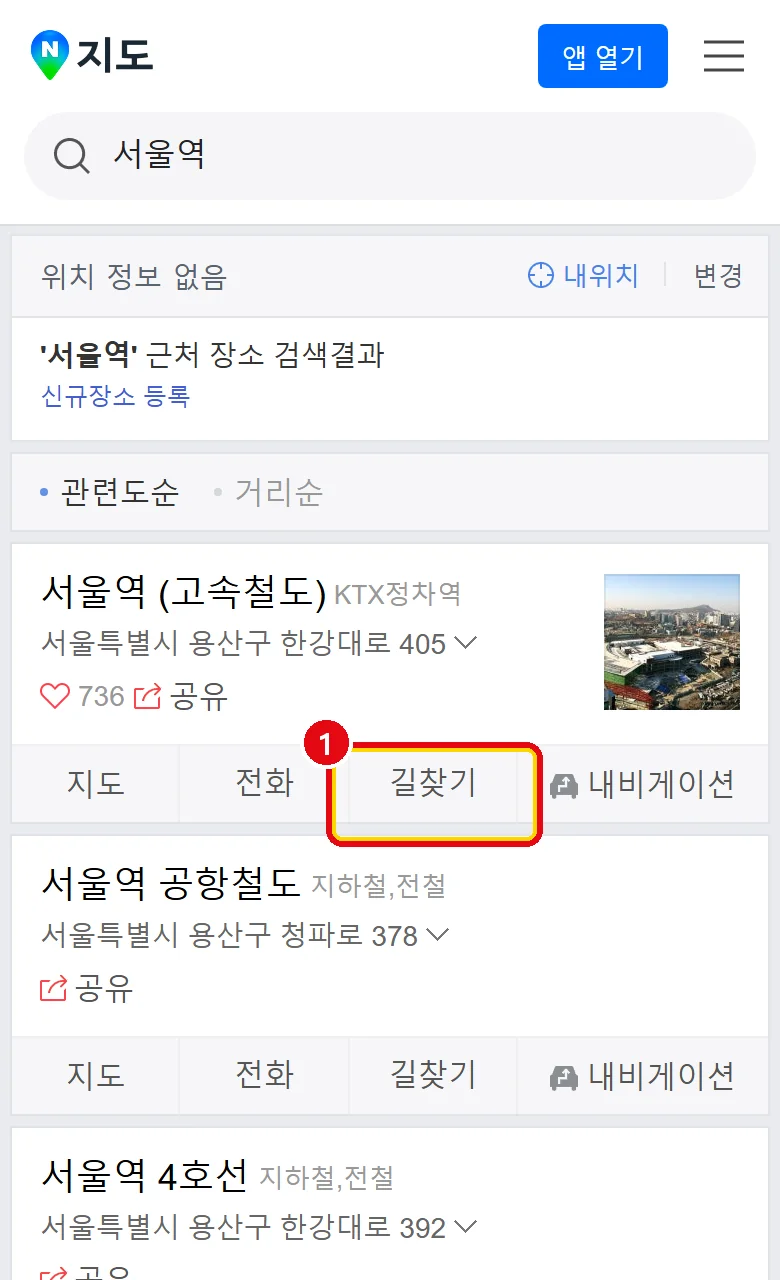 N 지도
앱 열기
서울역
위치 정보 없음
내위치
변경
'서울역' 근처 장소 검색결과
신규장소 등록
• 관련도순 • 거리순
서울역 (고속철도) KTX정차역
서울특별시 용산구 한강대로 405
736 공유
1
지도 전화 길찾기 내비게이션
서울역 공항철도 지하철,전철
서울특별시 용산구 청파로 378
공유
지도 전화 길찾기 내비게이션
서울역 4호선 지하철,전철
서울특별시 용산구 한강대로 392
공유